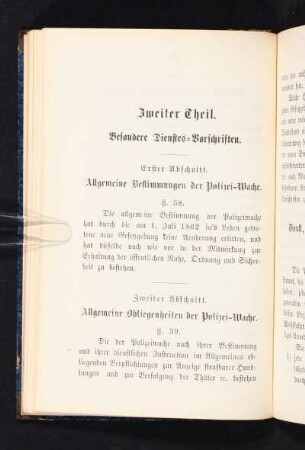 Zweiter Theil.
Besondere Dienstes-Vorschriften.
Erster Abschnitt.
Allgemeine Bestimmungen der Polizei-Wache.
§. 38.
Die allgemeine Bestimmung der Polizeiwache
hat durch die am 1. Juli 1862 in's Leben getre-
tene neue Gesetzgebung keine Aenderung erlitten, und
hat dieselbe nach wie vor in der Mitwirkung zur
Erhaltung der öffentlichen Ruhe, Ordnung und Sicher-
heit zu bestehen.
Zweiter Abschnitt.
Allgemeine Obliegenheiten der Polizei-Wache.
§. 39.
Die der Polizeiwache nach ihrer Bestimmung
und ihrer dienstlichen Instruction im Allgemeinen ob-
liegenden Verpflichtungen zur Anzeige strafbarer Hand-
lungen und zur Verfolgung der Thäter ec. bestehen